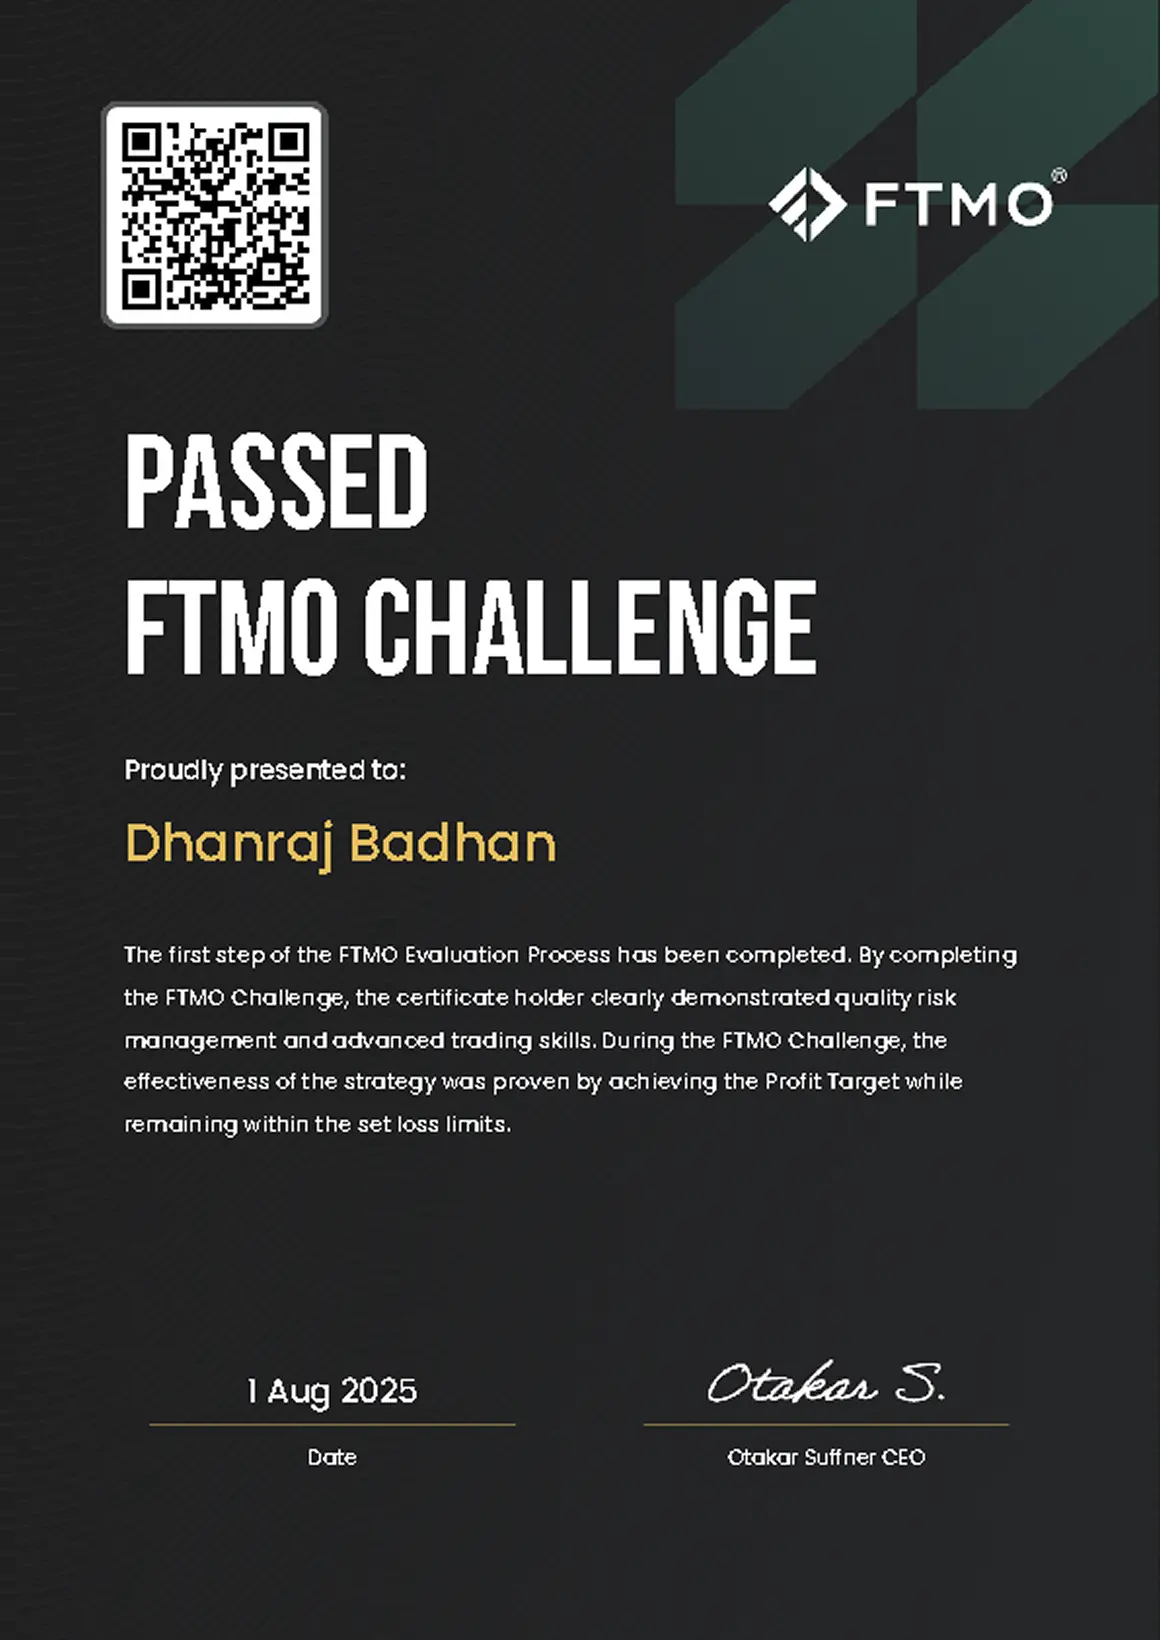 FTMO®
PASSED
FTMO CHALLENGE
Proudly presented to:
Dhanraj Badhan
The first step of the FTMO Evaluation Process has been completed. By completing
the FTMO Challenge, the certificate holder clearly demonstrated quality risk
management and advanced trading skills. During the FTMO Challenge, the
effectiveness of the strategy was proven by achieving the Profit Target while
remaining within the set loss limits.
1 Aug 2025
Date
Otakar S.
Otakar Suffner CEO